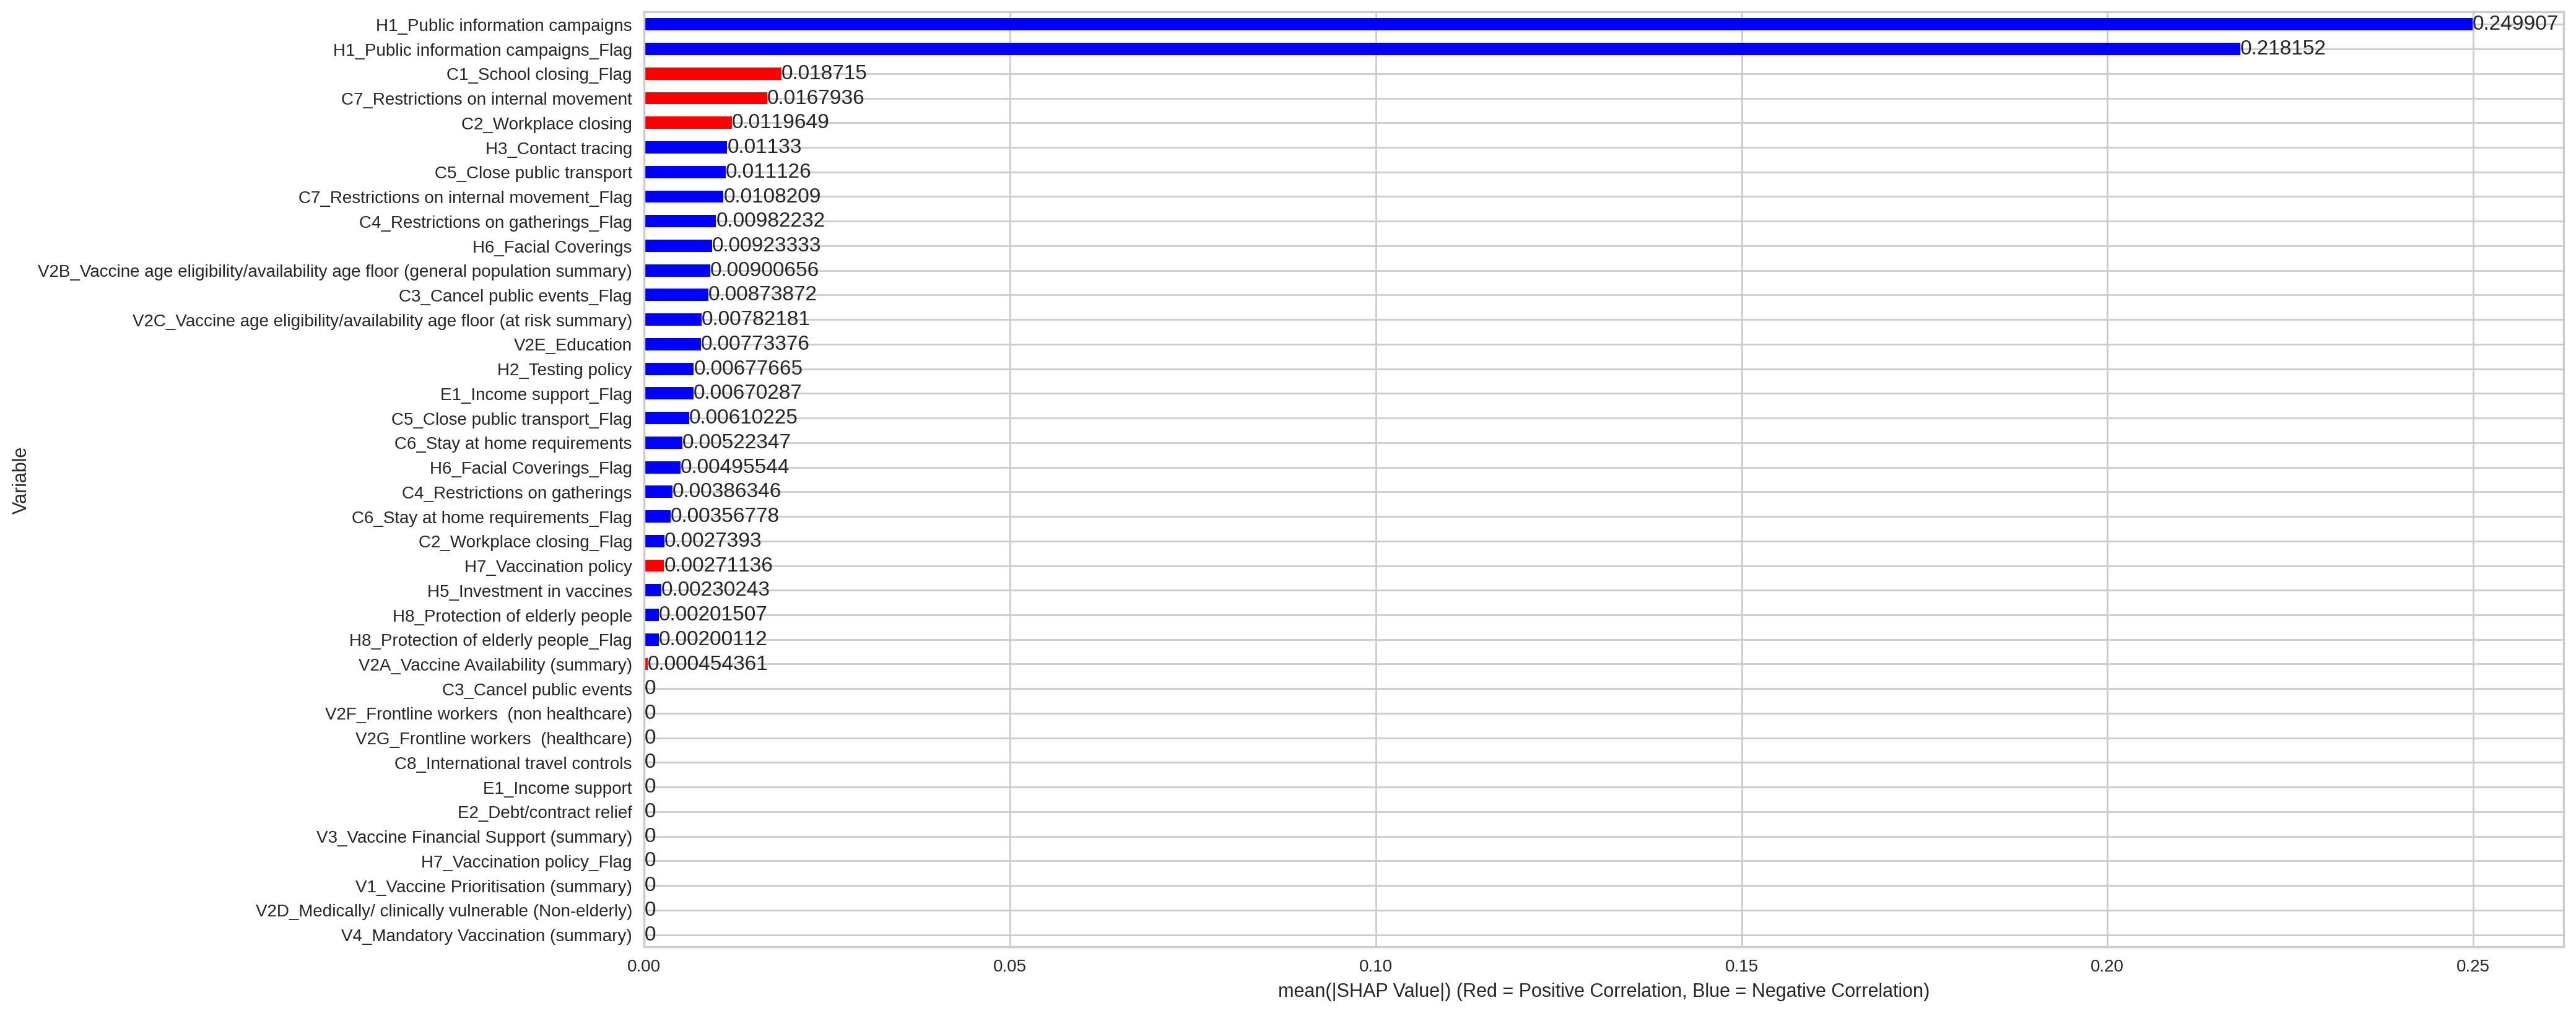 H1_Public information campaigns 0.249907
H1_Public information campaigns_Flag 0.218152
C1_School closing_Flag 0.018715
C7_Restrictions on internal movement 0.0167936
C2_Workplace closing 0.0119649
H3_Contact tracing 0.01133
C5_Close public transport 0.011126
C7_Restrictions on internal movement_Flag 0.0108209
C4_Restrictions on gatherings_Flag 0.00982232
H6_Facial Coverings 0.00923333
V2B_Vaccine age eligibility/availability age floor (general population summary) 0.00900656
C3_Cancel public events_Flag 0.00873872
V2C_Vaccine age eligibility/availability age floor (at risk summary) 0.00782181
V2E_Education 0.00773376
H2_Testing policy 0.00677665
E1_Income support_Flag 0.00670287
C5_Close public transport_Flag 0.00610225
C6_Stay at home requirements 0.00522347
H6_Facial Coverings_Flag 0.00495544
C4_Restrictions on gatherings 0.00386346
C6_Stay at home requirements_Flag 0.00356778
C2_Workplace closing_Flag 0.0027393
H7_Vaccination policy 0.00271136
H5_Investment in vaccines 0.00230243
H8_Protection of elderly people 0.00201507
H8_Protection of elderly people_Flag 0.00200112
V2A_Vaccine Availability (summary) 0.000454361
C3_Cancel public events 0
V2F_Frontline workers  (non healthcare) 0
V2G_Frontline workers  (healthcare) 0
C8_International travel controls 0
E1_Income support 0
E2_Debt/contract relief 0
V3_Vaccine Financial Support (summary) 0
H7_Vaccination policy_Flag 0
V1_Vaccine Prioritisation (summary) 0
V2D_Medically/ clinically vulnerable (Non-elderly) 0
V4_Mandatory Vaccination (summary) 0
Variable
0.00 0.05 0.10 0.15 0.20 0.25
mean(|SHAP Value|) (Red = Positive Correlation, Blue = Negative Correlation)